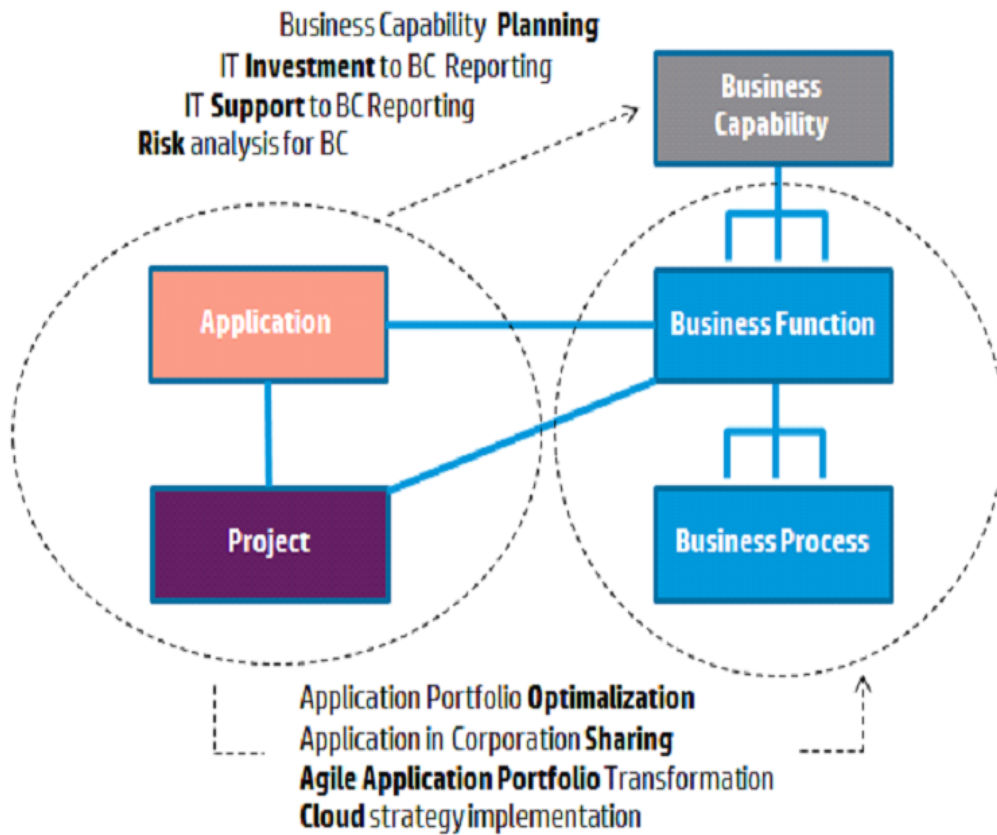 Business Capability Planning
IT Investment to BC Reporting
IT Support to BC Reporting
Risk analysis for BC
Business
Capability
Application
Business Function
Project
Business Process
Application Portfolio Optimalization
Application in Corporation Sharing
Agile Application Portfolio Transformation
Cloud strategy implementation